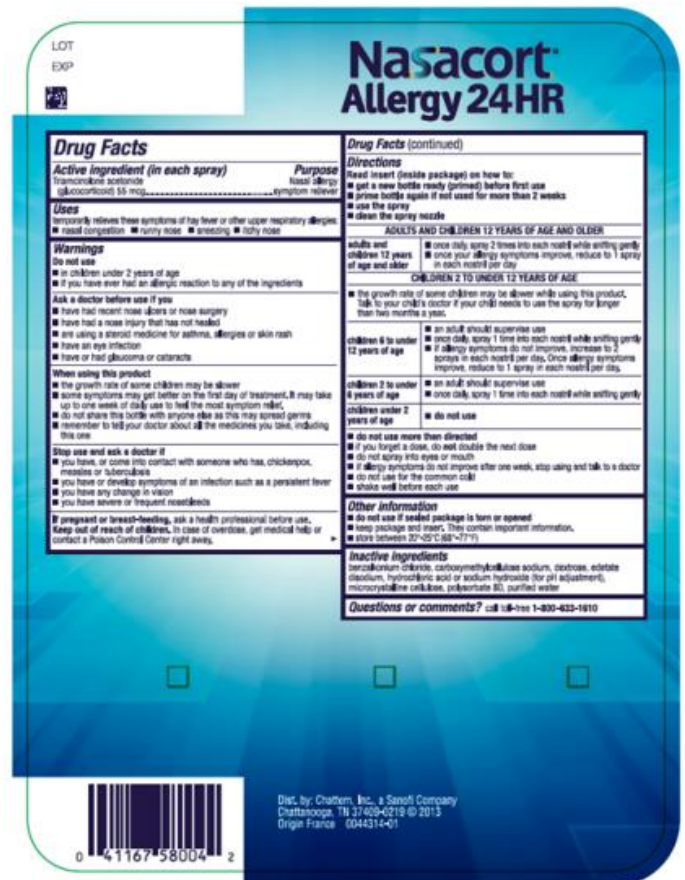 LOT
EXP
Nasacort®
Allergy 24HR
Drug Facts
Active ingredient (in each spray) Purpose
Triamcinolone acetonide Nasal allergy
(glucocorticoid) 55 mcg symptom reliever
Uses
temporarily relieves these symptoms of hay fever or other upper respiratory allergies:
■ nasal congestion ■ runny nose ■ sneezing ■ itchy nose
Warnings
Do not use
■ in children under 2 years of age
■ if you have ever had an allergic reaction to any of the ingredients
Ask a doctor before use if you
■ have had recent nose ulcers or nose surgery
■ have had a nose injury that has not healed
■ are using a steroid medicine for asthma, allergies or skin rash
■ have an eye infection
■ have or had glaucoma or cataracts
When using this product
■ the growth rate of some children may be slower
■ some symptoms may get better on the first day of treatment. It may take
up to one week of daily use to feel the most symptom relief.
■ do not share this bottle with anyone else as this may spread germs
■ remember to tell your doctor about all the medicines you take, including
this one
Stop use and ask a doctor if
■ you have, or come into contact with someone who has, chickenpox,
measles or tuberculosis
■ you have or develop symptoms of an infection such as a persistent fever
■ you have any change in vision
■ you have severe or frequent nosebleeds
If pregnant or breast-feeding, ask a health professional before use.
Keep out of reach of children. In case of overdose, get medical help or
contact a Poison Control Center right away.
Drug Facts (continued)
Directions
Read insert (inside package) on how to:
■ get a new bottle ready (primed) before first use
■ prime bottle again if not used for more than 2 weeks
■ use the spray
■ clean the spray nozzle
ADULTS AND CHILDREN 12 YEARS OF AGE AND OLDER
adults and
children 12 years
of age and older
■ once daily, spray 2 times into each nostril while sniffing gently
■ once your allergy symptoms improve, reduce to 1 spray
in each nostril per day
CHILDREN 2 TO UNDER 12 YEARS OF AGE
■ the growth rate of some children may be slower while using this product.
Talk to your child's doctor if your child needs to use the spray for longer
than two months a year.
children 6 to under
12 years of age
■ an adult should supervise use
■ once daily, spray 1 time into each nostril while sniffing gently
■ if allergy symptoms do not improve, increase to 2
sprays in each nostril per day. Once allergy symptoms
improve, reduce to 1 spray in each nostril per day.
children 2 to under
6 years of age
■ an adult should supervise use
■ once daily, spray 1 time into each nostril while sniffing gently
children under 2
years of age
■ do not use
■ do not use more than directed
■ if you forget a dose, do not double the next dose
■ do not spray into eyes or mouth
■ if allergy symptoms do not improve after one week, stop using and talk to a doctor
■ do not use for the common cold
■ shake well before each use
Other information
■ do not use if sealed package is torn or opened
■ keep package and insert. They contain important information.
■ store between 20°-25°C (68°-77°F)
Inactive ingredients
benzalkonium chloride, carboxymethylcellulose sodium, dextrose, edetate
disodium, hydrochloric acid or sodium hydroxide (for pH adjustment),
microcrystalline cellulose, polysorbate 80, purified water
Questions or comments? call toll-free 1-800-633-1610
Dist. by: Chattem, Inc., a Sanofi Company
Chattanooga, TN 37409-0219 © 2013
Origin France 0044314-01
0 41167 58004 2